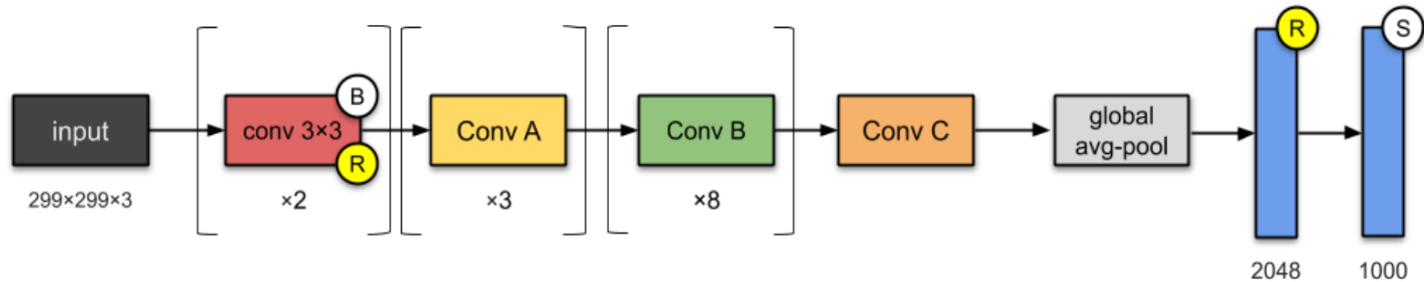 input
299×299×3
conv 3×3
B
R
×2
Conv A
×3
Conv B
×8
Conv C
global
avg-pool
R
2048
S
1000